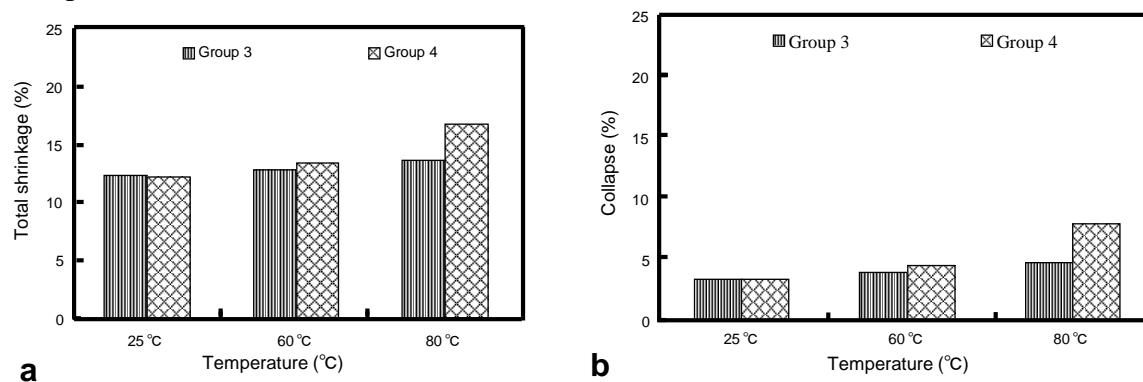 25
20
15
10
5
0
Total shrinkage (%)
Group 3
Group 4
25℃
60℃
80℃
Temperature (℃)
a
25
20
15
10
5
0
Collapse (%)
Group 3
Group 4
25℃
60℃
80℃
Temperature (℃)
b